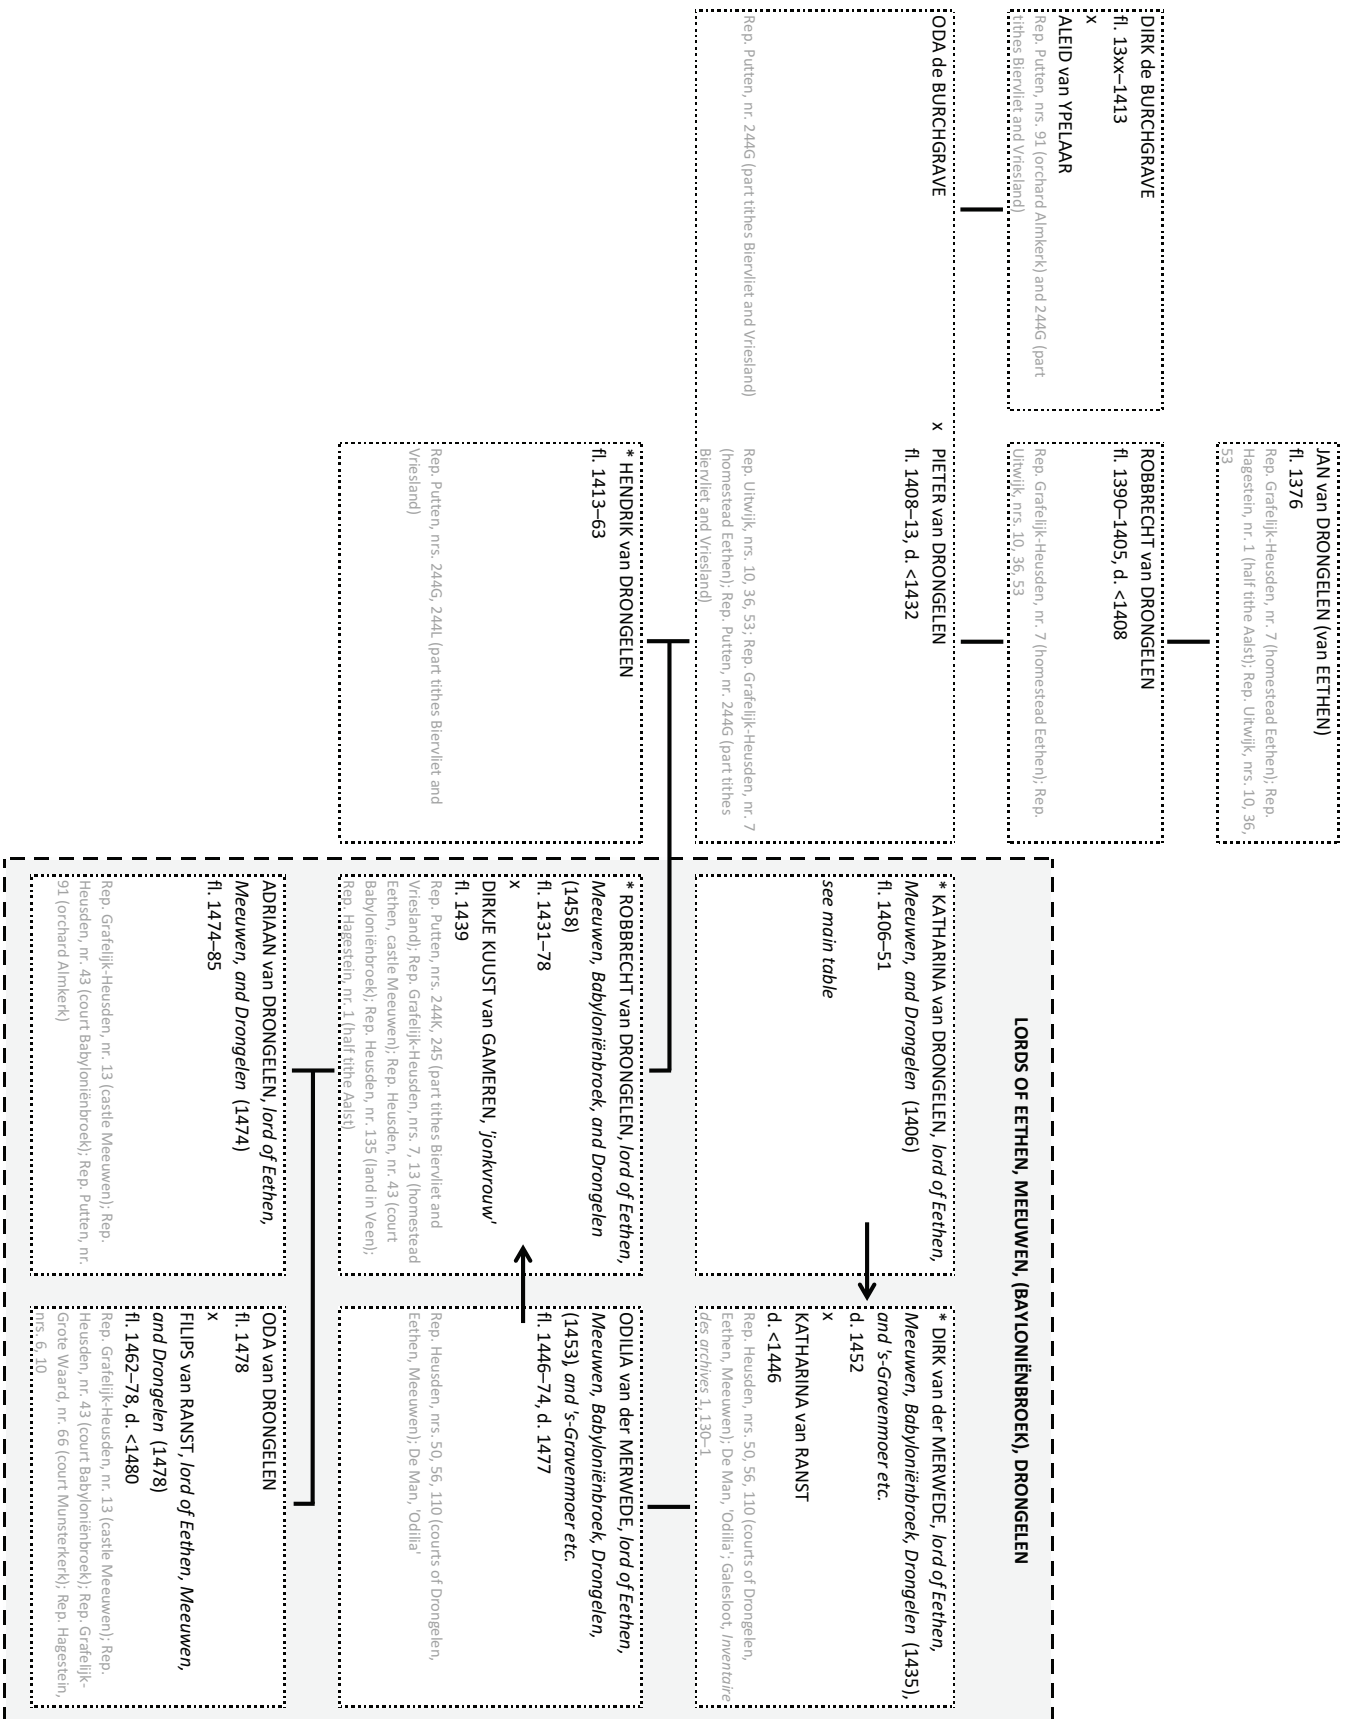 JAN van DRONGELEN (van EETHEN)
fl. 1376
Rep. Grafelijk-Heusden, nr. 7 (homestead Eethen); Rep.
Hagestein, nr. 1 (half tithe Aalst); Rep. Uitwijk, nrs. 10, 36,
53
DIRK de BURCHGRAVE
fl. 13xx–1413
x
ALEID van YPELAAR
Rep. Putten, nrs. 91 (orchard Almkerk) and 244G (part
tithes Biervliet and Vriesland)
ROBBRECHT van DRONGELEN
fl. 1390–1405, d. <1408
Rep. Grafelijk-Heusden, nr. 7 (homestead Eethen); Rep.
Uitwijk, nrs. 10, 36, 53
LORDS OF EETHEN, MEEUWEN, (BAYLONIËNBROEK), DRONGELEN
ODA de BURCHGRAVE
Rep. Putten, nr. 244G (part tithes Biervliet and Vriesland)
x PIETER van DRONGELEN
fl. 1408–13, d. <1432
Rep. Uitwijk, nrs. 10, 36, 53; Rep. Grafelijk-Heusden, nr. 7
(homestead Eethen); Rep. Putten, nr. 244G (part tithes
Biervliet and Vriesland)
* KATHARINA van DRONGELEN, lord of Eethen,
Meeuwen, and Drongelen (1406)
fl. 1406–51
see main table
* DIRK van der MERWEDE, lord of Eethen,
Meeuwen, Babyloniënbroek, Drongelen (1435),
and 's-Gravenmoer etc.
d. 1452
x
KATHARINA van RANST
d. <1446
Rep. Heusden, nrs. 50, 56, 110 (courts of Drongelen,
Eethen, Meeuwen); De Man, 'Odilia'; Galesloot, Inventaire
des archives 1, 130–1
* HENDRIK van DRONGELEN
fl. 1413–63
Rep. Putten, nrs. 244G, 244L (part tithes Biervliet and
Vriesland)
* ROBBRECHT van DRONGELEN, lord of Eethen,
Meeuwen, Babyloniënbroek, and Drongelen
(1458)
fl. 1431–78
x
DIRKJE KUUST van GAMEREN, 'jonkvrouw'
fl. 1439
Rep. Putten, nrs. 244K, 245 (part tithes Biervliet and
Vriesland); Rep. Grafelijk-Heusden, nrs. 7, 13 (homestead
Eethen, castle Meeuwen); Rep. Heusden, nr. 43 (court
Babyloniënbroek); Rep. Heusden, nr. 135 (land in Veen);
Rep. Hagestein, nr. 1 (half tithe Aalst)
ODILIA van der MERWEDE, lord of Eethen,
Meeuwen, Babyloniënbroek, Drongelen,
(1453), and 's-Gravenmoer etc.
fl. 1446–74, d. 1477
Rep. Heusden, nrs. 50, 56, 110 (courts of Drongelen,
Eethen, Meeuwen); De Man, 'Odilia'
ADRIAAN van DRONGELEN, lord of Eethen,
Meeuwen, and Drongelen (1474)
fl. 1474–85
Rep. Grafelijk-Heusden, nr. 13 (castle Meeuwen); Rep.
Heusden, nr. 43 (court Babyloniënbroek); Rep. Putten, nr.
91 (orchard Almkerk)
ODA van DRONGELEN
fl. 1478
x
FILIPS van RANST, lord of Eethen, Meeuwen,
and Drongelen (1478)
fl. 1462–78, d. <1480
Rep. Grafelijk-Heusden, nr. 13 (castle Meeuwen); Rep.
Heusden, nr. 43 (court Babyloniënbroek); Rep. Grafelijk-
Grote Waard, nr. 66 (court Munsterkerk); Rep. Hagestein,
nrs. 6, 10